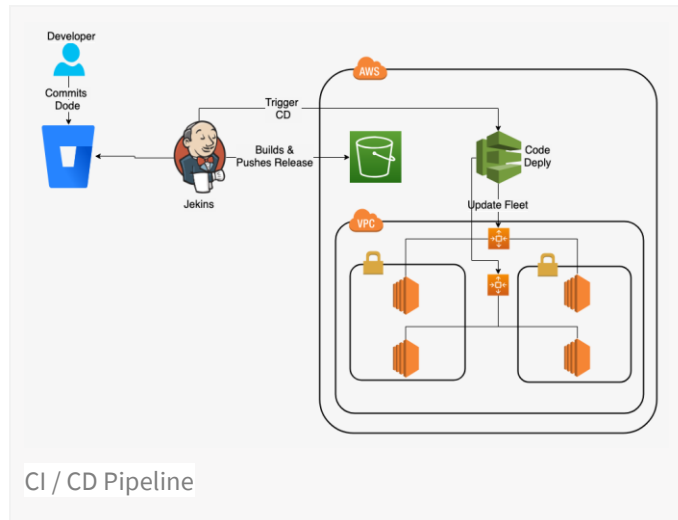 Developer
Commits
Dode
AWS
Trigger
CD
Builds &
Pushes Release
Jekins
Code
Deply
Update Fleet
VPC
CI / CD Pipeline